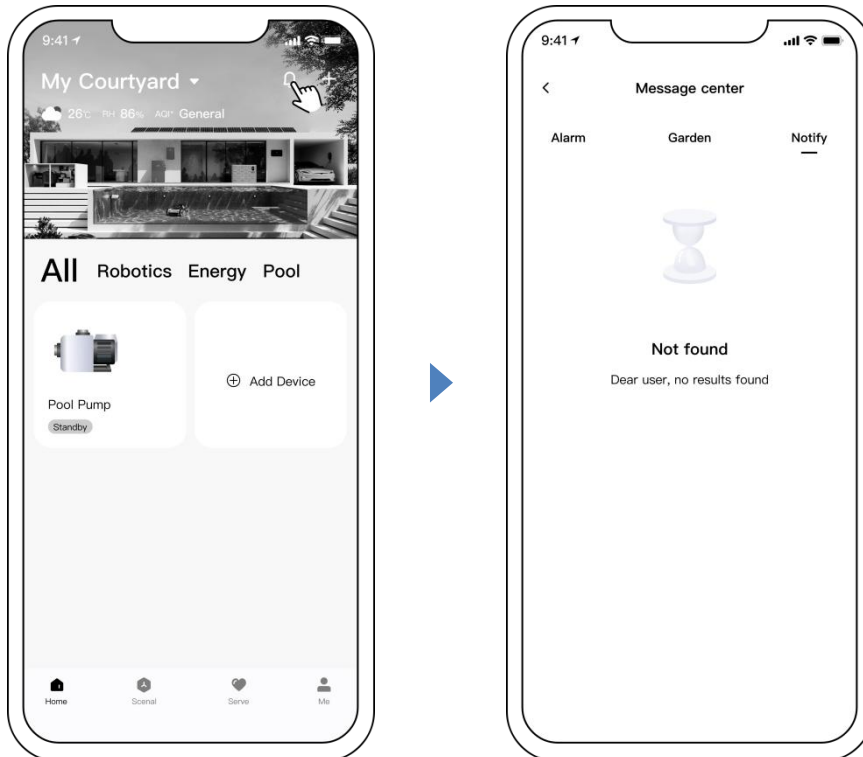 9:41
My Courtyard
26℃ RH 86% AQI* General
All Robotics Energy Pool
Pool Pump
Standby
Add Device
Home Scenal Serve Me
9:41
Message center
Alarm Garden Notify
Not found
Dear user, no results found